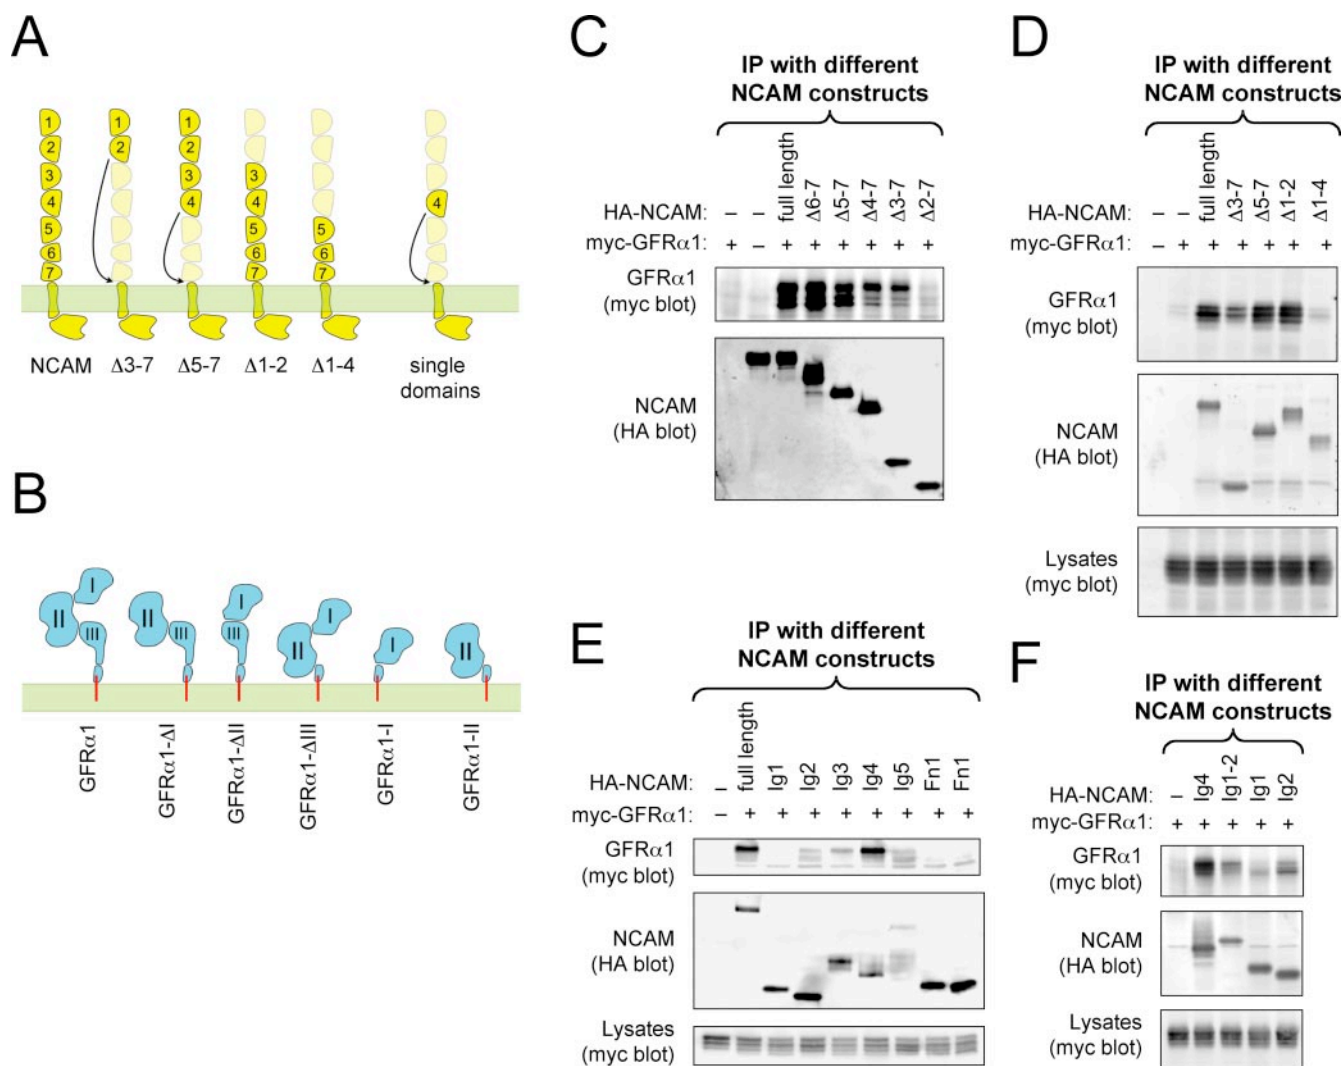 A
1 1 1
2 2 2
3 3 3
4 4 4 4
5 5 5
6 6 6
7 7 7
NCAM Δ3-7 Δ5-7 Δ1-2 Δ1-4 single
domains
B
I I I I
II II III II II
III III
GFRα1
GFRα1-ΔI
GFRα1-ΔII
GFRα1-ΔIII
GFRα1-I
GFRα1-II
C
IP with different
NCAM constructs
HA-NCAM: – – full length Δ6-7 Δ5-7 Δ4-7 Δ3-7 Δ2-7
myc-GFRα1: + – + + + + + +
GFRα1
(myc blot)
NCAM
(HA blot)
D
IP with different
NCAM constructs
HA-NCAM: – – full length Δ3-7 Δ5-7 Δ1-2 Δ1-4
myc-GFRα1: – + + + + + +
GFRα1
(myc blot)
NCAM
(HA blot)
Lysates
(myc blot)
E
IP with different
NCAM constructs
HA-NCAM: – full length Ig1 Ig2 Ig3 Ig4 Ig5 Fn1 Fn1
myc-GFRα1: – + + + + + + + +
GFRα1
(myc blot)
NCAM
(HA blot)
Lysates
(myc blot)
F
IP with different
NCAM constructs
HA-NCAM: – Ig4 Ig1-2 Ig1 Ig2
myc-GFRα1: + + + + +
GFRα1
(myc blot)
NCAM
(HA blot)
Lysates
(myc blot)